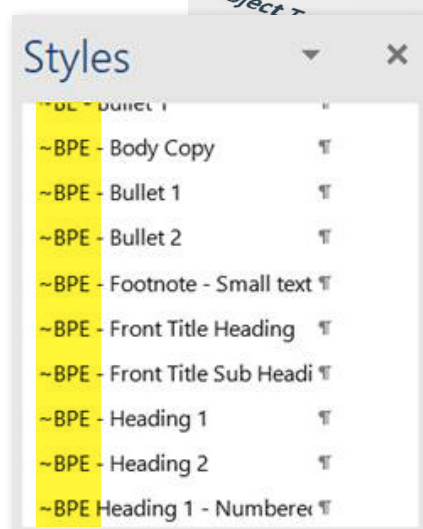 Styles
~BPE - Body Copy ¶
~BPE - Bullet 1 ¶
~BPE - Bullet 2 ¶
~BPE - Footnote - Small text ¶
~BPE - Front Title Heading ¶
~BPE - Front Title Sub Headi ¶
~BPE - Heading 1 ¶
~BPE - Heading 2 ¶
~BPE Heading 1 - Numbered ¶